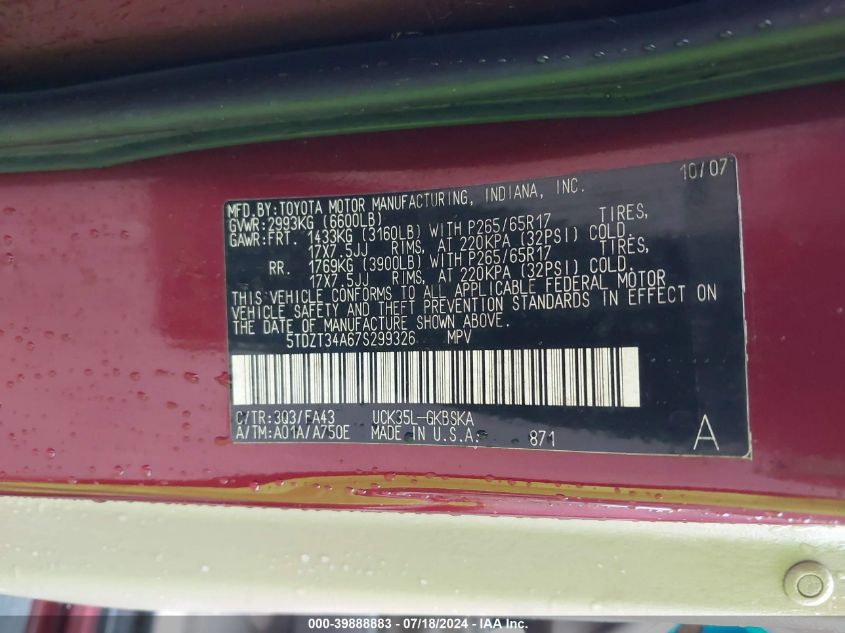 10/07
MFD.BY:TOYOTA MOTOR MANUFACTURING, INDIANA, INC.
GVWR:2993KG (6600LB)
GAWR:FRT. 1433KG (3160LB) WITH P265/65R17 TIRES,
17X7.5JJ RIMS, AT 220KPA (32PSI) COLD.
RR. 1769KG (3900LB) WITH P265/65R17 TIRES,
17X7.5JJ RIMS, AT 220KPA (32PSI) COLD.
THIS VEHICLE CONFORMS TO ALL APPLICABLE FEDERAL MOTOR
VEHICLE SAFETY AND THEFT PREVENTION STANDARDS IN EFFECT ON
THE DATE OF MANUFACTURE SHOWN ABOVE.
5TDZT34A67S299326 MPV
C/TR:3Q3/FA43 UCK35L-GKBSKA
A/TM:A01A/A750E MADE IN U.S.A. 871 A
000-39888883 - 07/18/2024 - IAA Inc.